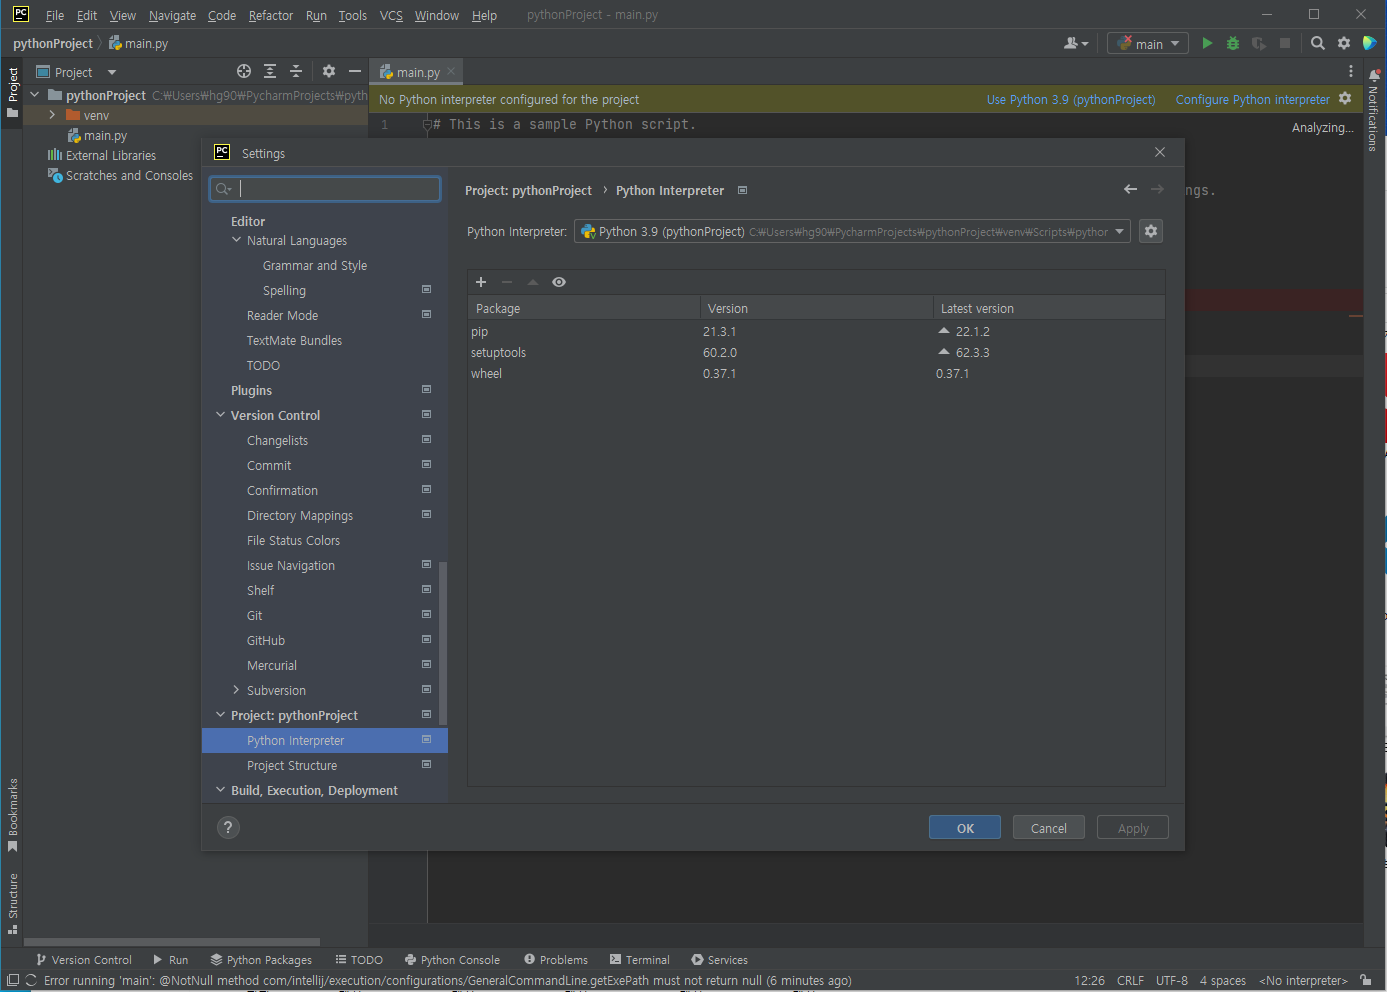 PC File Edit View Navigate Code Refactor Run Tools VCS Window Help pythonProject - main.py
pythonProject main.py main
Project main.py
pythonProject C:₩Users₩hg90₩PycharmProjects₩pyth
No Python interpreter configured for the project Use Python 3.9 (pythonProject) Configure Python interpreter
venv
main.py
External Libraries
Scratches and Consoles
1 # This is a sample Python script.
Analyzing...
ngs.
Project
Bookmarks
Structure
Notifications
PC Settings
Editor
Natural Languages
Grammar and Style
Spelling
Reader Mode
TextMate Bundles
TODO
Plugins
Version Control
Changelists
Commit
Confirmation
Directory Mappings
File Status Colors
Issue Navigation
Shelf
Git
GitHub
Mercurial
Subversion
Project: pythonProject
Python Interpreter
Project Structure
Build, Execution, Deployment
Project: pythonProject › Python Interpreter
Python Interpreter: Python 3.9 (pythonProject) C:₩Users₩hg90₩PycharmProjects₩pythonProject₩venv₩Scripts₩pythor
Package Version Latest version
pip 21.3.1 22.1.2
setuptools 60.2.0 62.3.3
wheel 0.37.1 0.37.1
? OK Cancel Apply
Version Control Run Python Packages TODO Python Console Problems Terminal Services
Error running 'main': @NotNull method com/intellij/execution/configurations/GeneralCommandLine.getExePath must not return null (6 minutes ago) 12:26 CRLF UTF-8 4 spaces <No interpreter>